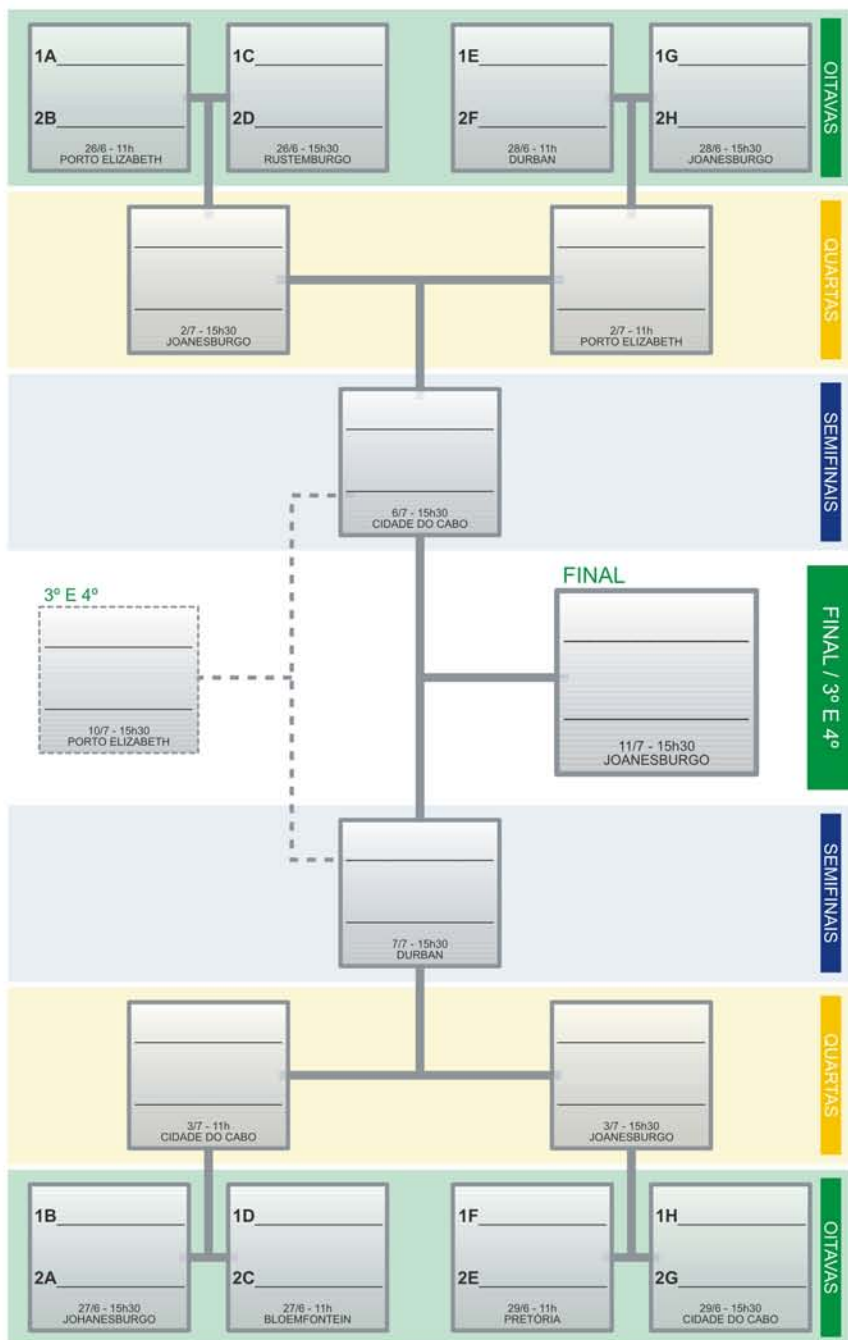 1A
2B
26/6 - 11h
PORTO ELIZABETH
1C
2D
26/6 - 15h30
RUSTEMBURGO
1E
2F
28/6 - 11h
DURBAN
1G
2H
28/6 - 15h30
JOANESBURGO
OITAVAS
2/7 - 15h30
JOANESBURGO
2/7 - 11h
PORTO ELIZABETH
QUARTAS
6/7 - 15h30
CIDADE DO CABO
SEMIFINAIS
3º E 4º
10/7 - 15h30
PORTO ELIZABETH
FINAL
11/7 - 15h30
JOANESBURGO
FINAL / 3º E 4º
7/7 - 15h30
DURBAN
SEMIFINAIS
3/7 - 11h
CIDADE DO CABO
3/7 - 15h30
JOANESBURGO
QUARTAS
1B
2A
27/6 - 15h30
JOHANESBURGO
1D
2C
27/6 - 11h
BLOEMFONTEIN
1F
2E
29/6 - 11h
PRETÓRIA
1H
2G
29/6 - 15h30
CIDADE DO CABO
OITAVAS